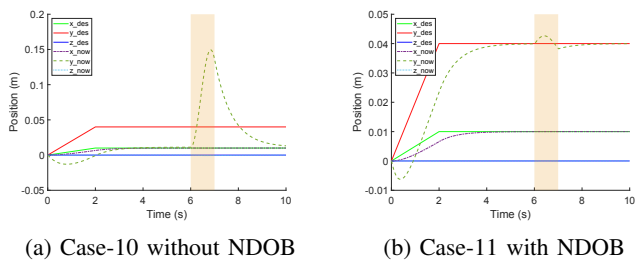 x_des
y_des
z_des
x_now
y_now
z_now
0.2
0.15
0.1
0.05
0
-0.05
Position (m)
0 2 4 6 8 10
Time (s)
(a) Case-10 without NDOB
x_des
y_des
z_des
x_now
y_now
z_now
0.04
0.04
0.03
0.02
0.01
0
-0.01
Position (m)
0 2 4 6 8 10
Time (s)
(b) Case-11 with NDOB